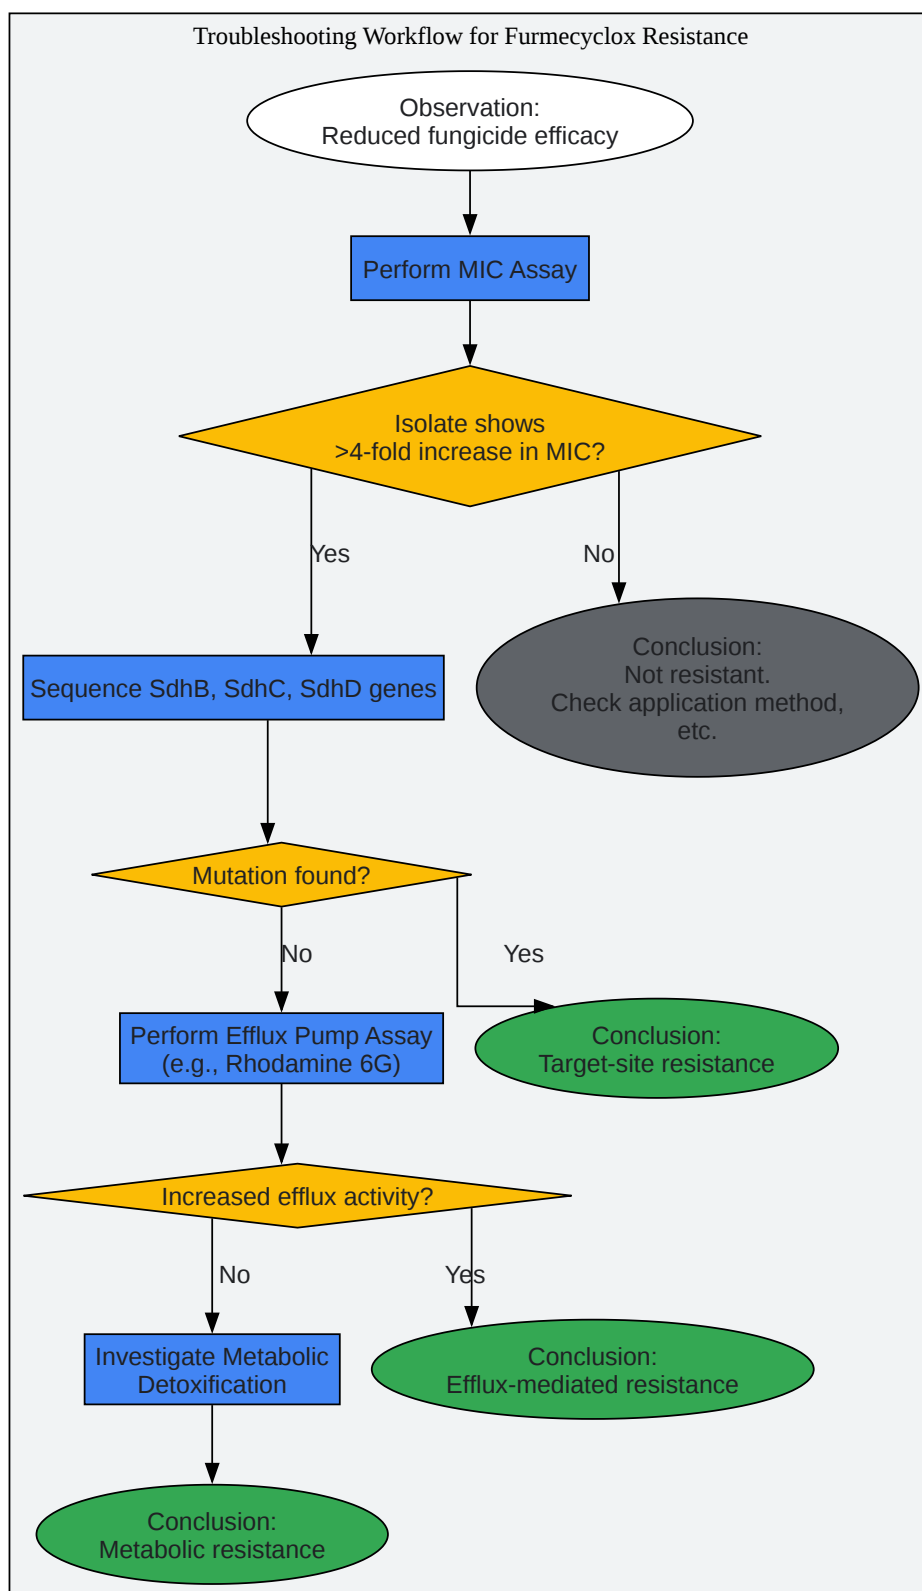 Troubleshooting Workflow for Furmecyclox Resistance
Observation:
Reduced fungicide efficacy
Perform MIC Assay
Isolate shows
>4-fold increase in MIC?
Yes
No
Sequence SdhB, SdhC, SdhD genes
Conclusion:
Not resistant.
Check application method,
etc.
Mutation found?
No
Yes
Perform Efflux Pump Assay
(e.g., Rhodamine 6G)
Conclusion:
Target-site resistance
Increased efflux activity?
No
Yes
Investigate Metabolic
Detoxification
Conclusion:
Efflux-mediated resistance
Conclusion:
Metabolic resistance